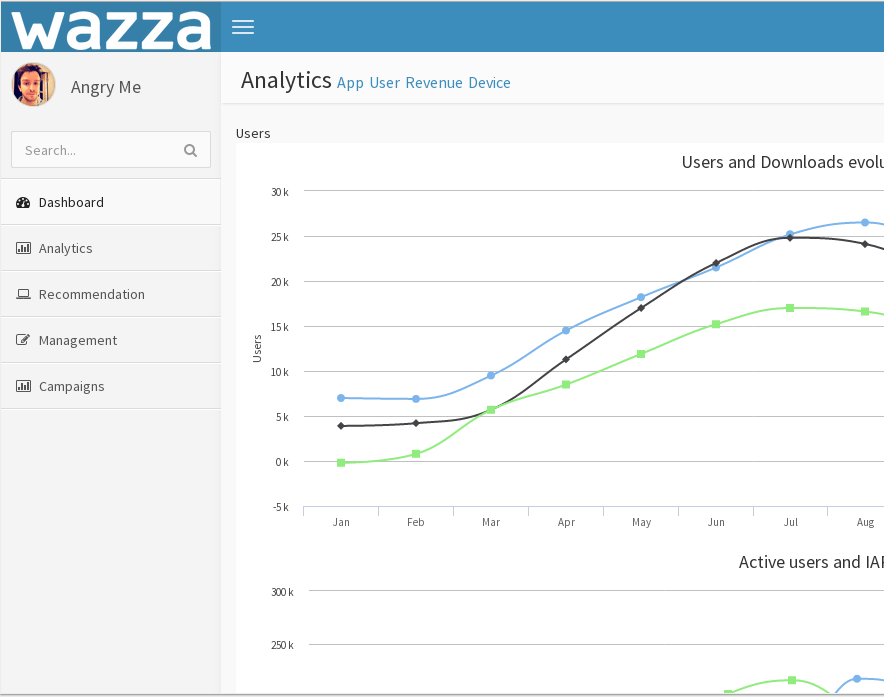 wazza
Angry Me
Search...
Dashboard
Analytics
Recommendation
Management
Campaigns
Analytics App User Revenue Device
Users
Users and Downloads evolu
30 k
25 k
20 k
15 k
10 k
5 k
0 k
-5 k
Users
Jan Feb Mar Apr May Jun Jul Aug
Active users and IAP
300 k
250 k